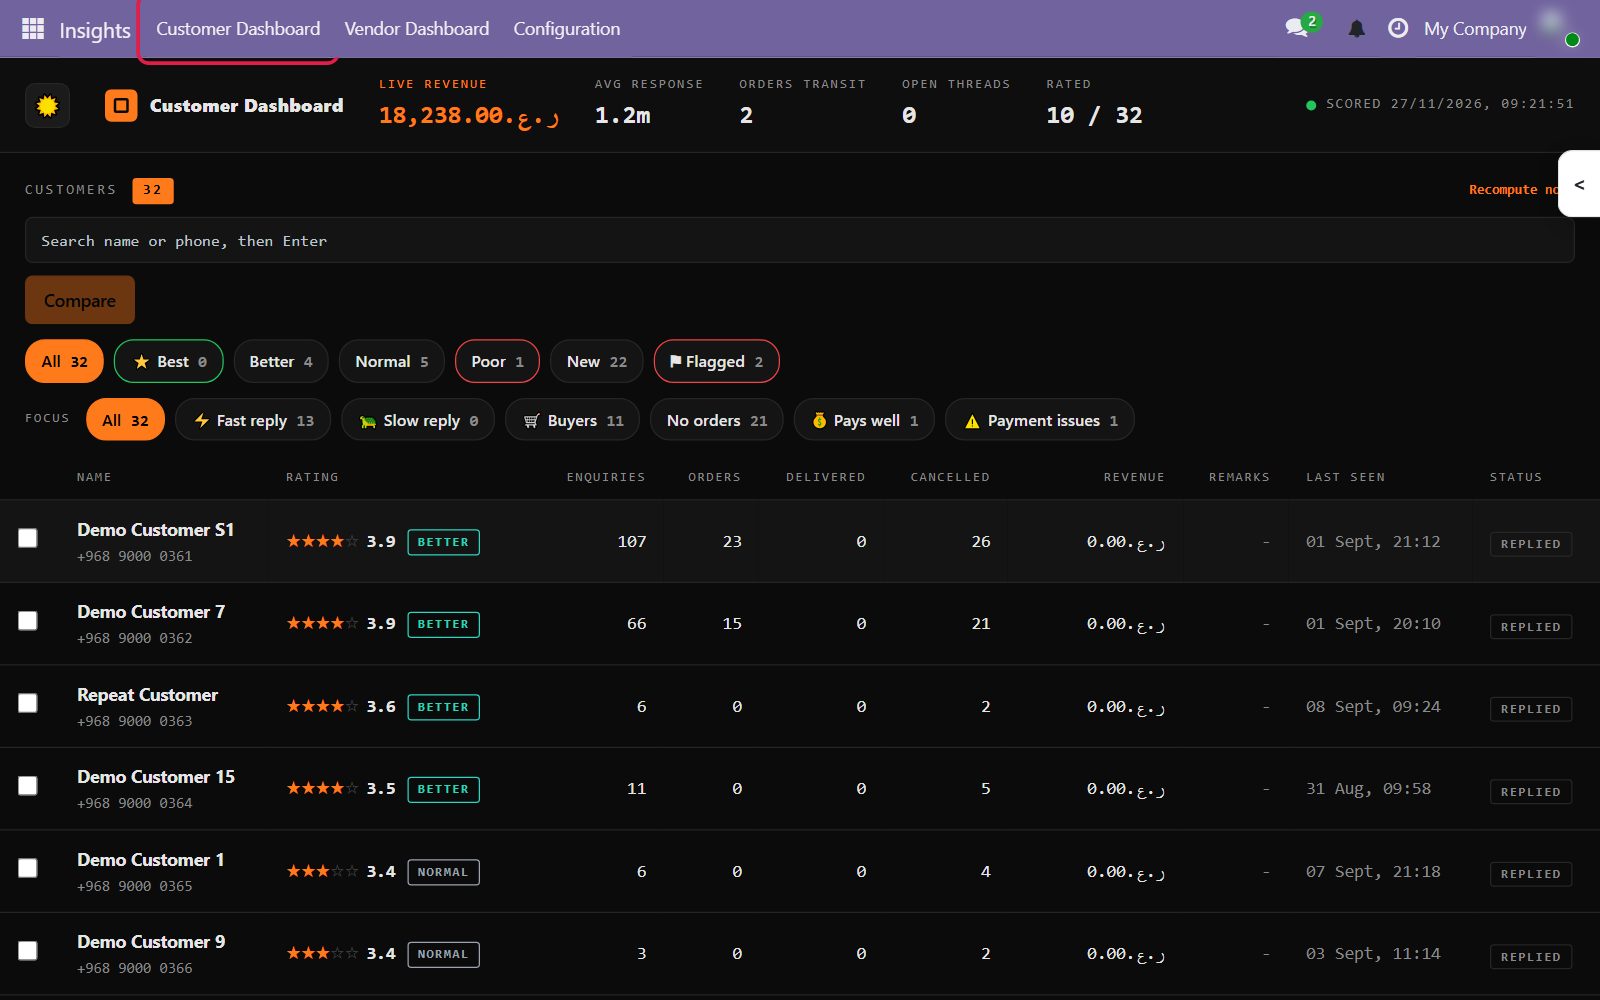 Insights Customer Dashboard Vendor Dashboard Configuration 2 My Company
Customer Dashboard
LIVE REVENUE AVG RESPONSE ORDERS TRANSIT OPEN THREADS RATED
18,238.00ر.ع. 1.2m 2 0 10 / 32
SCORED 27/11/2026, 09:21:51
CUSTOMERS 32 Recompute
<
Search name or phone, then Enter
Compare
All 32 Best 0 Better 4 Normal 5 Poor 1 New 22 Flagged 2
FOCUS All 32 Fast reply 13 Slow reply 0 Buyers 11 No orders 21 Pays well 1 Payment issues 1
NAME RATING ENQUIRIES ORDERS DELIVERED CANCELLED REVENUE REMARKS LAST SEEN STATUS
Demo Customer S1 ★★★★☆ 3.9 BETTER 107 23 0 26 0.00ر.ع. - 01 Sept, 21:12 REPLIED
+968 9000 0361
Demo Customer 7 ★★★★☆ 3.9 BETTER 66 15 0 21 0.00ر.ع. - 01 Sept, 20:10 REPLIED
+968 9000 0362
Repeat Customer ★★★★☆ 3.6 BETTER 6 0 0 2 0.00ر.ع. - 08 Sept, 09:24 REPLIED
+968 9000 0363
Demo Customer 15 ★★★★☆ 3.5 BETTER 11 0 0 5 0.00ر.ع. - 31 Aug, 09:58 REPLIED
+968 9000 0364
Demo Customer 1 ★★★☆☆ 3.4 NORMAL 6 0 0 4 0.00ر.ع. - 07 Sept, 21:18 REPLIED
+968 9000 0365
Demo Customer 9 ★★★☆☆ 3.4 NORMAL 3 0 0 2 0.00ر.ع. - 03 Sept, 11:14 REPLIED
+968 9000 0366